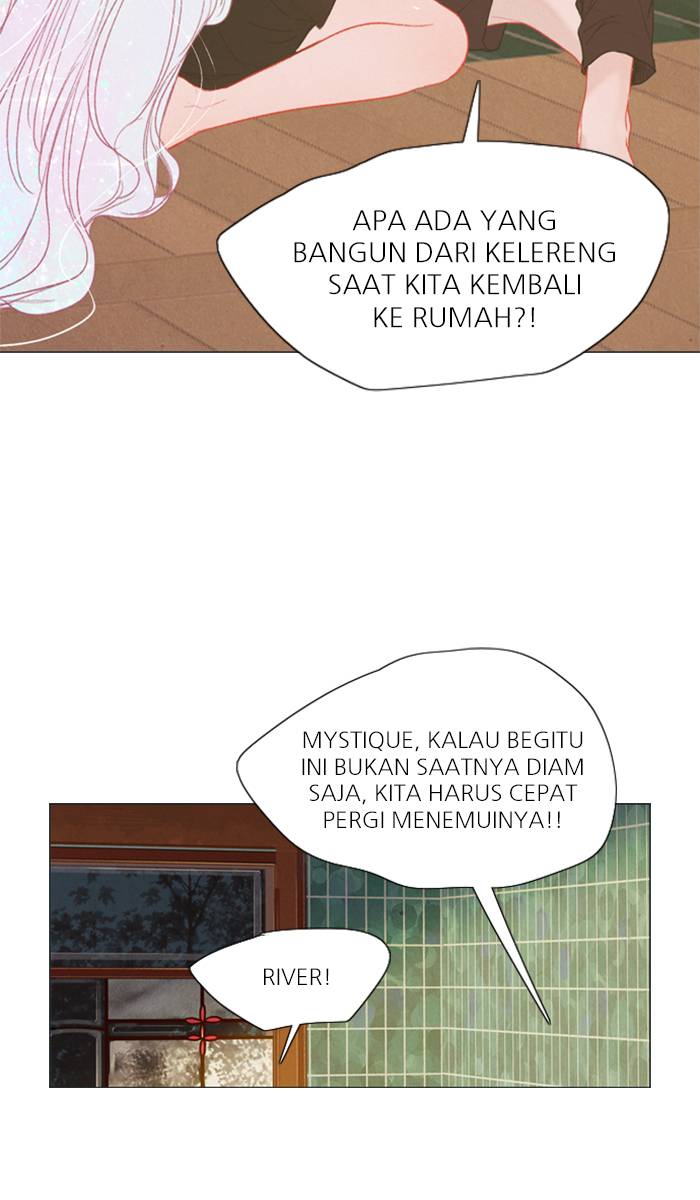 APA ADA YANG
BANGUN DARI KELERENG
SAAT KITA KEMBALI
KE RUMAH?!
MYSTIQUE, KALAU BEGITU
INI BUKAN SAATNYA DIAM
SAJA, KITA HARUS CEPAT
PERGI MENEMUINYA!!
RIVER!